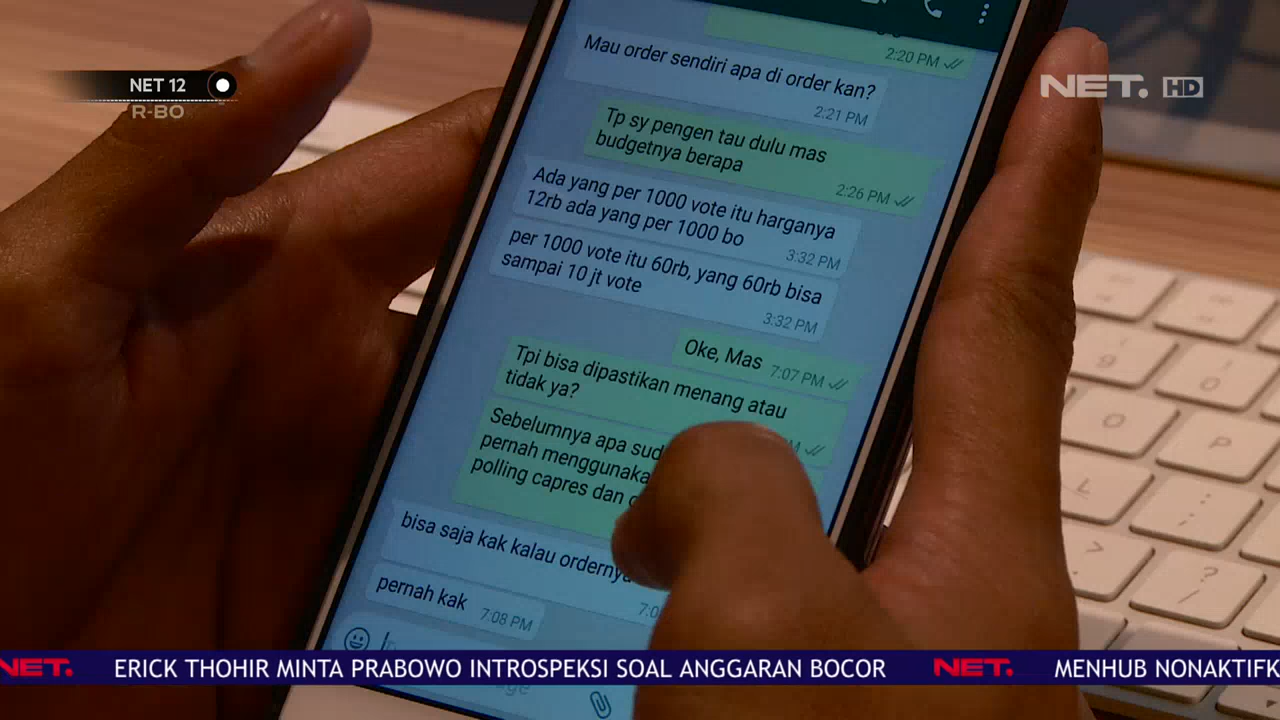 NET 12
R-BO
NET. HD
2:20 PM
Mau order sendiri apa di order kan?
2:21 PM
Tp sy pengen tau dulu mas
budgetnya berapa
2:26 PM
Ada yang per 1000 vote itu harganya
12rb ada yang per 1000 bo
3:32 PM
per 1000 vote itu 60rb, yang 60rb bisa
sampai 10 jt vote
3:32 PM
Oke, Mas
7:07 PM
Tpi bisa dipastikan menang atau
tidak ya?
Sebelumnya apa
pernah
polling capres dan
bisa saja kak kalau
pernah kak
7:08 PM
NET. ERICK THOHIR MINTA PRABOWO INTROSPEKSI SOAL ANGGARAN BOCOR NET. MENHUB
9
0
O
P
L
:
;
>
.
?
/